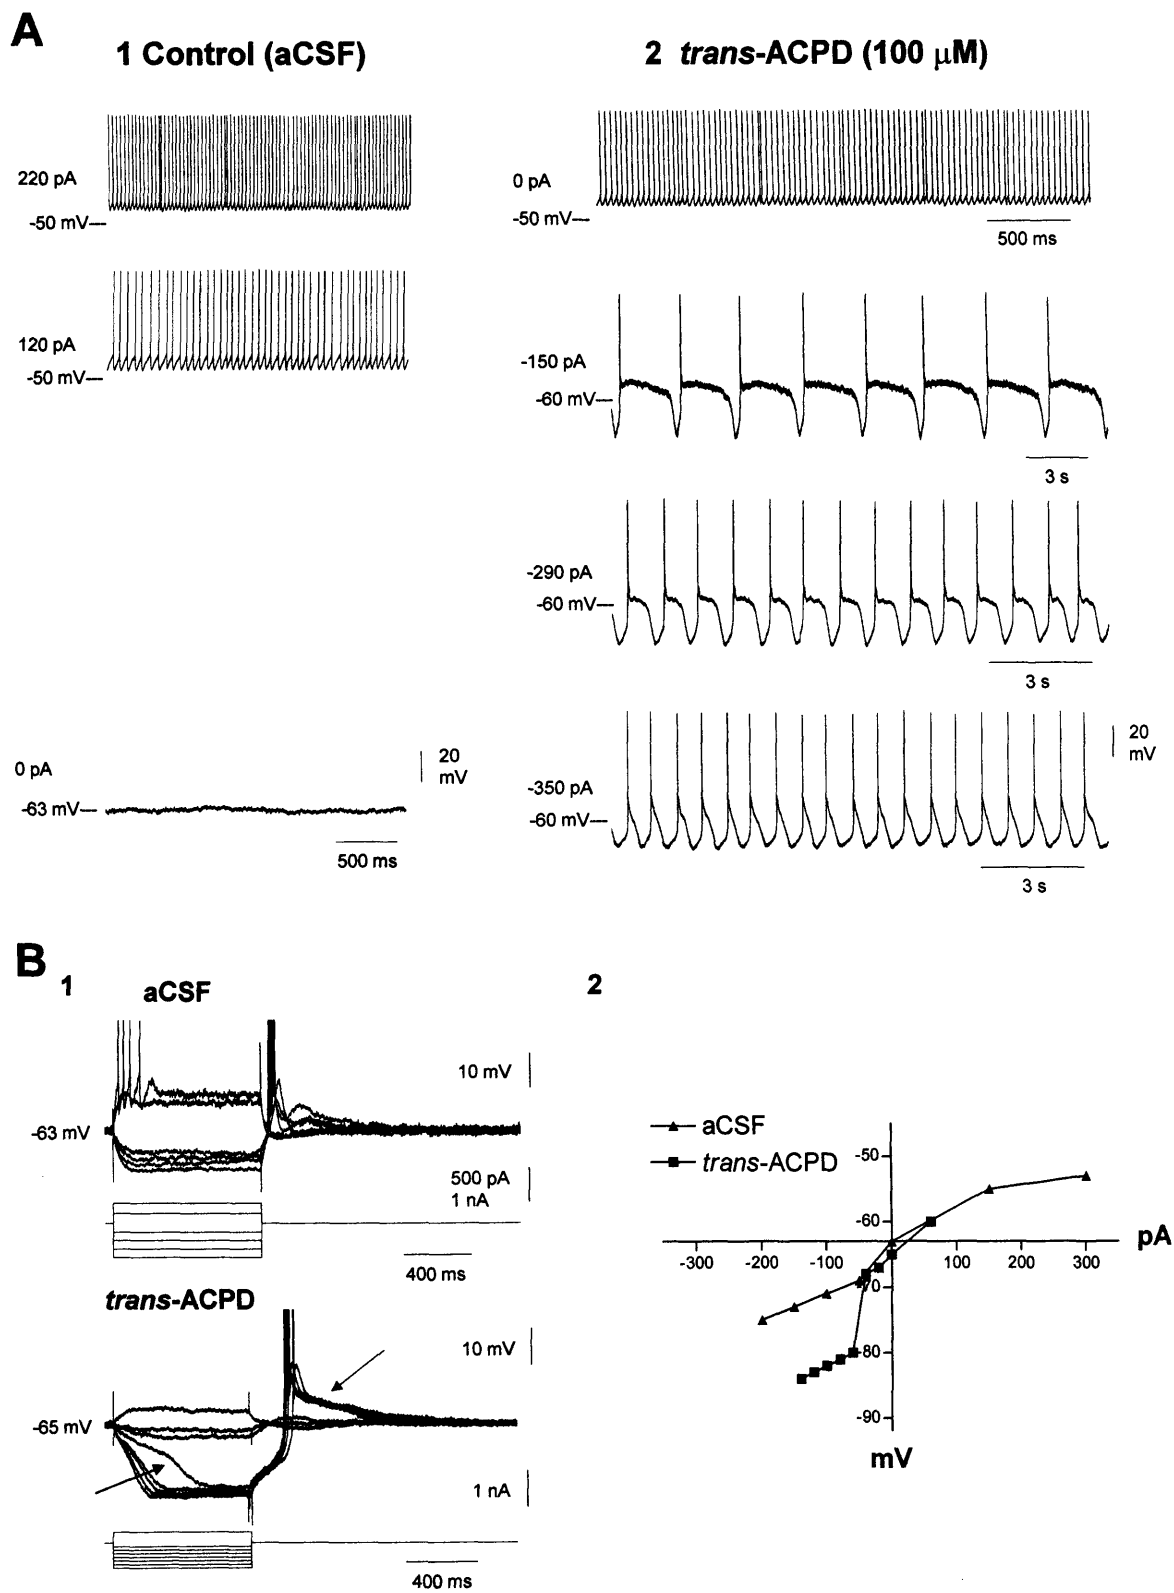 A
1 Control (aCSF)
2 trans-ACPD (100 µM)
220 pA
-50 mV
0 pA
-50 mV
500 ms
120 pA
-50 mV
-150 pA
-60 mV
3 s
-290 pA
-60 mV
3 s
0 pA
-63 mV
20
mV
500 ms
-350 pA
-60 mV
20
mV
3 s
B
1
aCSF
10 mV
-63 mV
500 pA
1 nA
400 ms
trans-ACPD
10 mV
-65 mV
1 nA
400 ms
2
aCSF
trans-ACPD
-50
-60
pA
-300
-200
-100
100
200
300
-70
-80
-90
mV